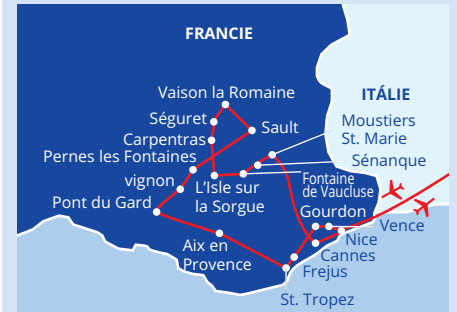 FRANCIE
ITÁLIE
Vaison la Romaine
Séguret
Sault
Moustiers
St. Marie
Carpentras
Sénanque
Pernes les Fontaines
vignon
L'Isle sur
la Sorgue
Fontaine
de Vaucluse
Pont du Gard
Gourdon
Vence
Aix en
Provence
Nice
Cannes
Frejus
St. Tropez